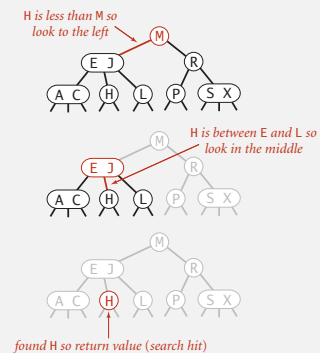 H is less than M so
look to the left
M
E J
R
A C
H
L
P
S X
H is between E and L so
look in the middle
M
E J
R
A C
H
L
P
S X
M
E J
R
A C
H
L
P
S X
found H so return value (search hit)